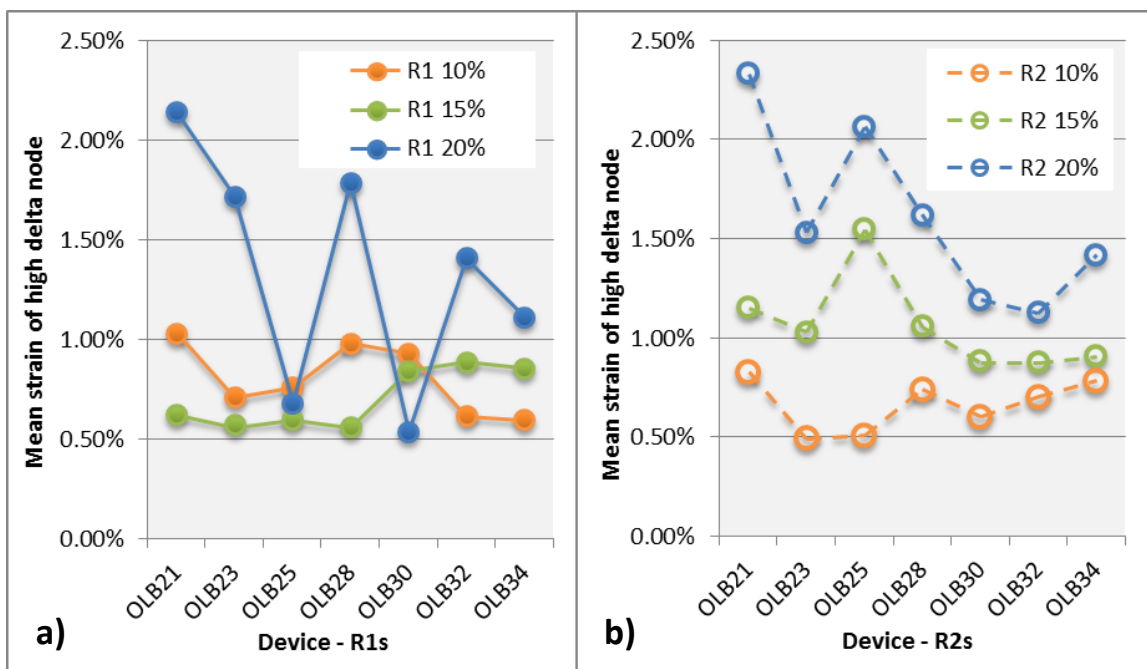 2.50%
2.00%
1.50%
1.00%
0.50%
0.00%
Mean strain of high delta node
R1 10%
R1 15%
R1 20%
OLB21
OLB23
OLB25
OLB28
OLB30
OLB32
OLB34
Device - R1s
a)
2.50%
2.00%
1.50%
1.00%
0.50%
0.00%
Mean strain of high delta node
R2 10%
R2 15%
R2 20%
OLB21
OLB23
OLB25
OLB28
OLB30
OLB32
OLB34
Device - R2s
b)